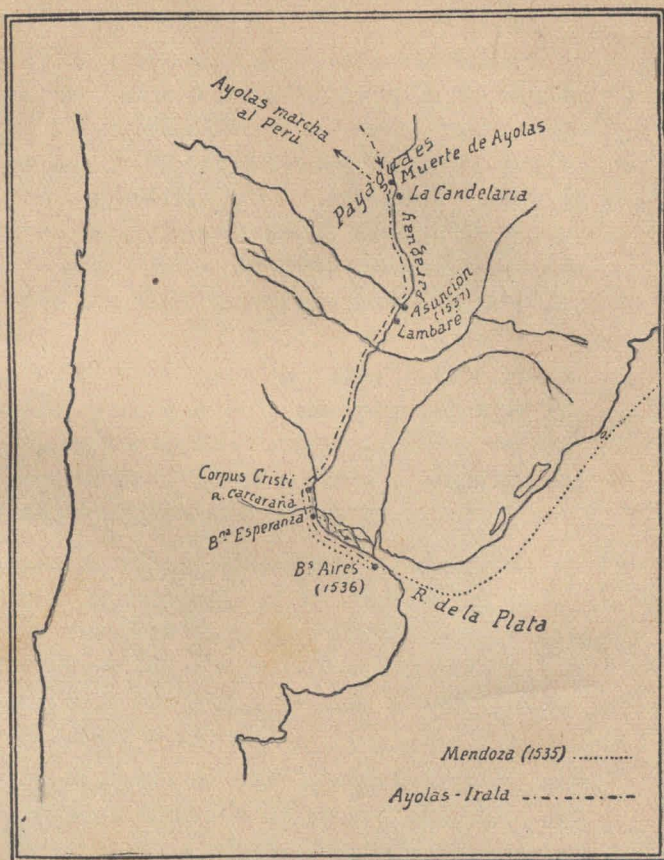 Ayolas marcha
al Perú
Payaguaes
Muerte de Ayolas
La Candelaria
Paraguay
Asunción
(1537)
Lambaré
Corpus Cristi
R. Carcarañá
Bna Esperanza
Bs Aires
(1536)
R. de la Plata
Mendoza (1535)
Ayolas - Irala